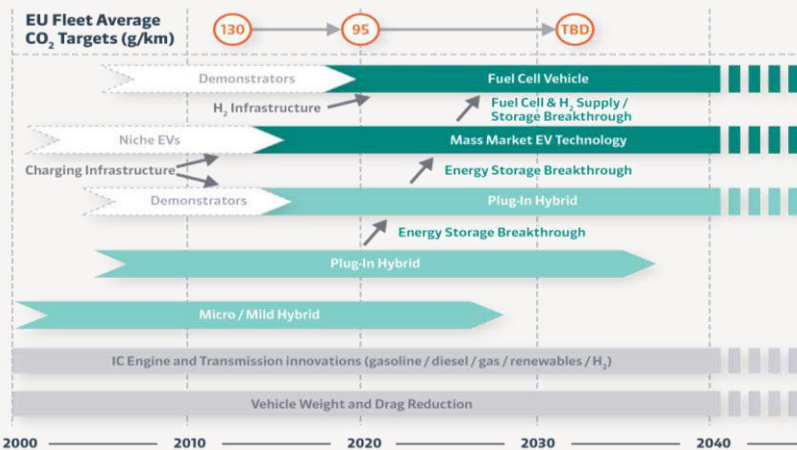 EU Fleet Average
CO₂ Targets (g/km)
130
95
TBD
Demonstrators
Fuel Cell Vehicle
H₂ Infrastructure
Fuel Cell & H₂ Supply /
Storage Breakthrough
Niche EVs
Mass Market EV Technology
Charging Infrastructure
Energy Storage Breakthrough
Demonstrators
Plug-In Hybrid
Energy Storage Breakthrough
Plug-In Hybrid
Micro / Mild Hybrid
IC Engine and Transmission innovations (gasoline / diesel / gas / renewables / H₂)
Vehicle Weight and Drag Reduction
2000
2010
2020
2030
2040